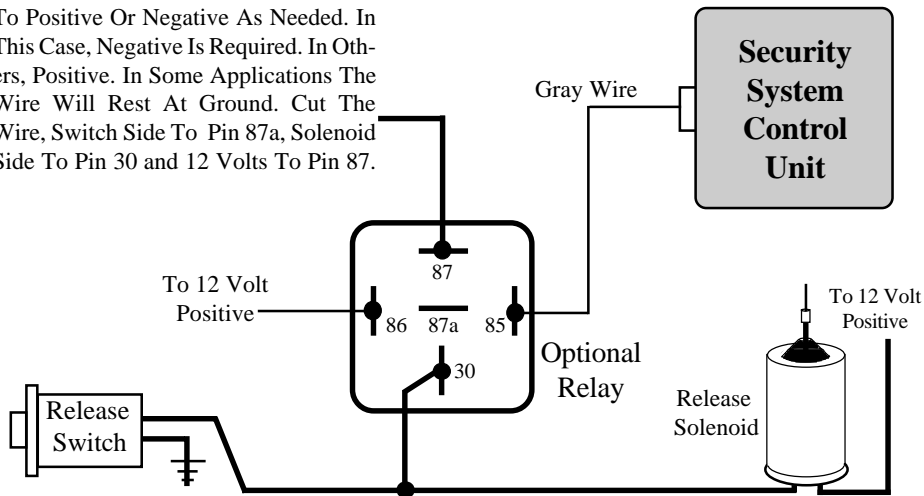 To Positive Or Negative As Needed. In
This Case, Negative Is Required. In Oth-
ers, Positive. In Some Applications The
Wire Will Rest At Ground. Cut The
Wire, Switch Side To Pin 87a, Solenoid
Side To Pin 30 and 12 Volts To Pin 87.
Gray Wire
Security
System
Control
Unit
87
To 12 Volt
Positive
86
87a
85
30
Optional
Relay
To 12 Volt
Positive
Release
Switch
Release
Solenoid